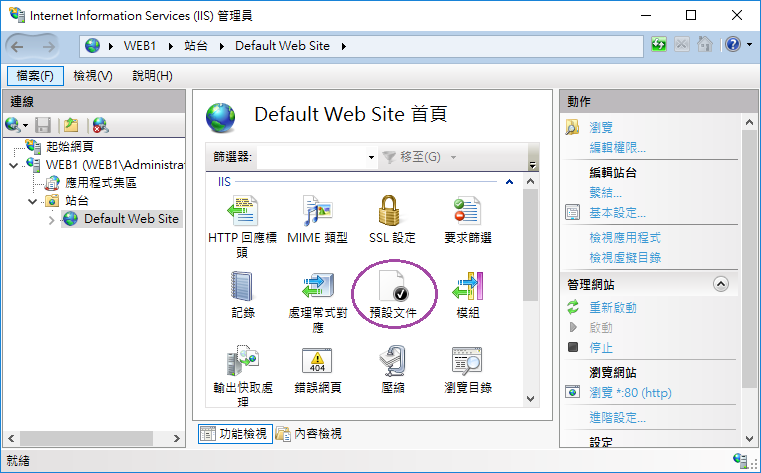 Internet Information Services (IIS) 管理員
WEB1 站台 Default Web Site
檔案(F) 檢視(V) 說明(H)
連線
起始網頁
WEB1 (WEB1\Administra
應用程式集區
站台
Default Web Site
Default Web Site 首頁
篩選器: 移至(G)
IIS
HTTP 回應標頭
MIME 類型
SSL 設定
要求篩選
記錄
處理常式對應
預設文件
模組
輸出快取處理
404
錯誤網頁
壓縮
瀏覽目錄
功能檢視 內容檢視
動作
瀏覽
編輯權限...
編輯站台
繫結...
基本設定...
檢視應用程式
檢視虛擬目錄
管理網站
重新啟動
啟動
停止
瀏覽網站
瀏覽 *:80 (http)
進階設定...
設定
就緒